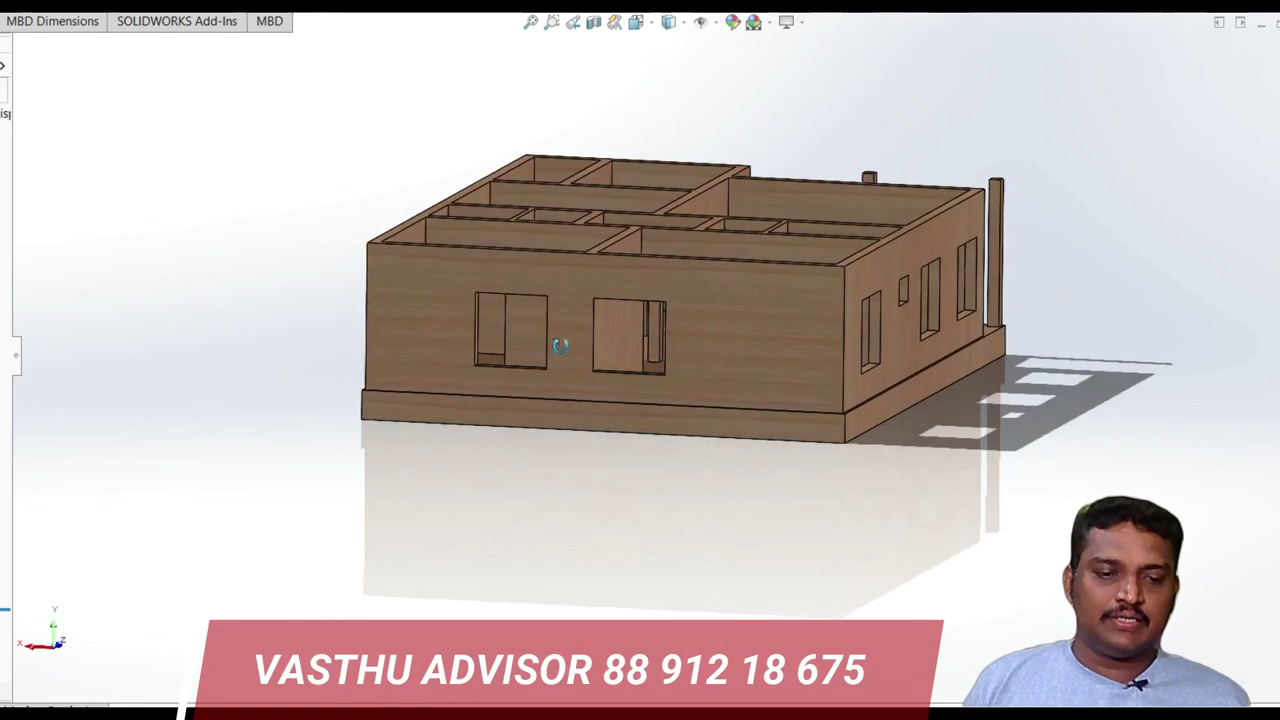 MBD Dimensions SOLIDWORKS Add-Ins MBD
X Y Z
VASTHU ADVISOR 88 912 18 675